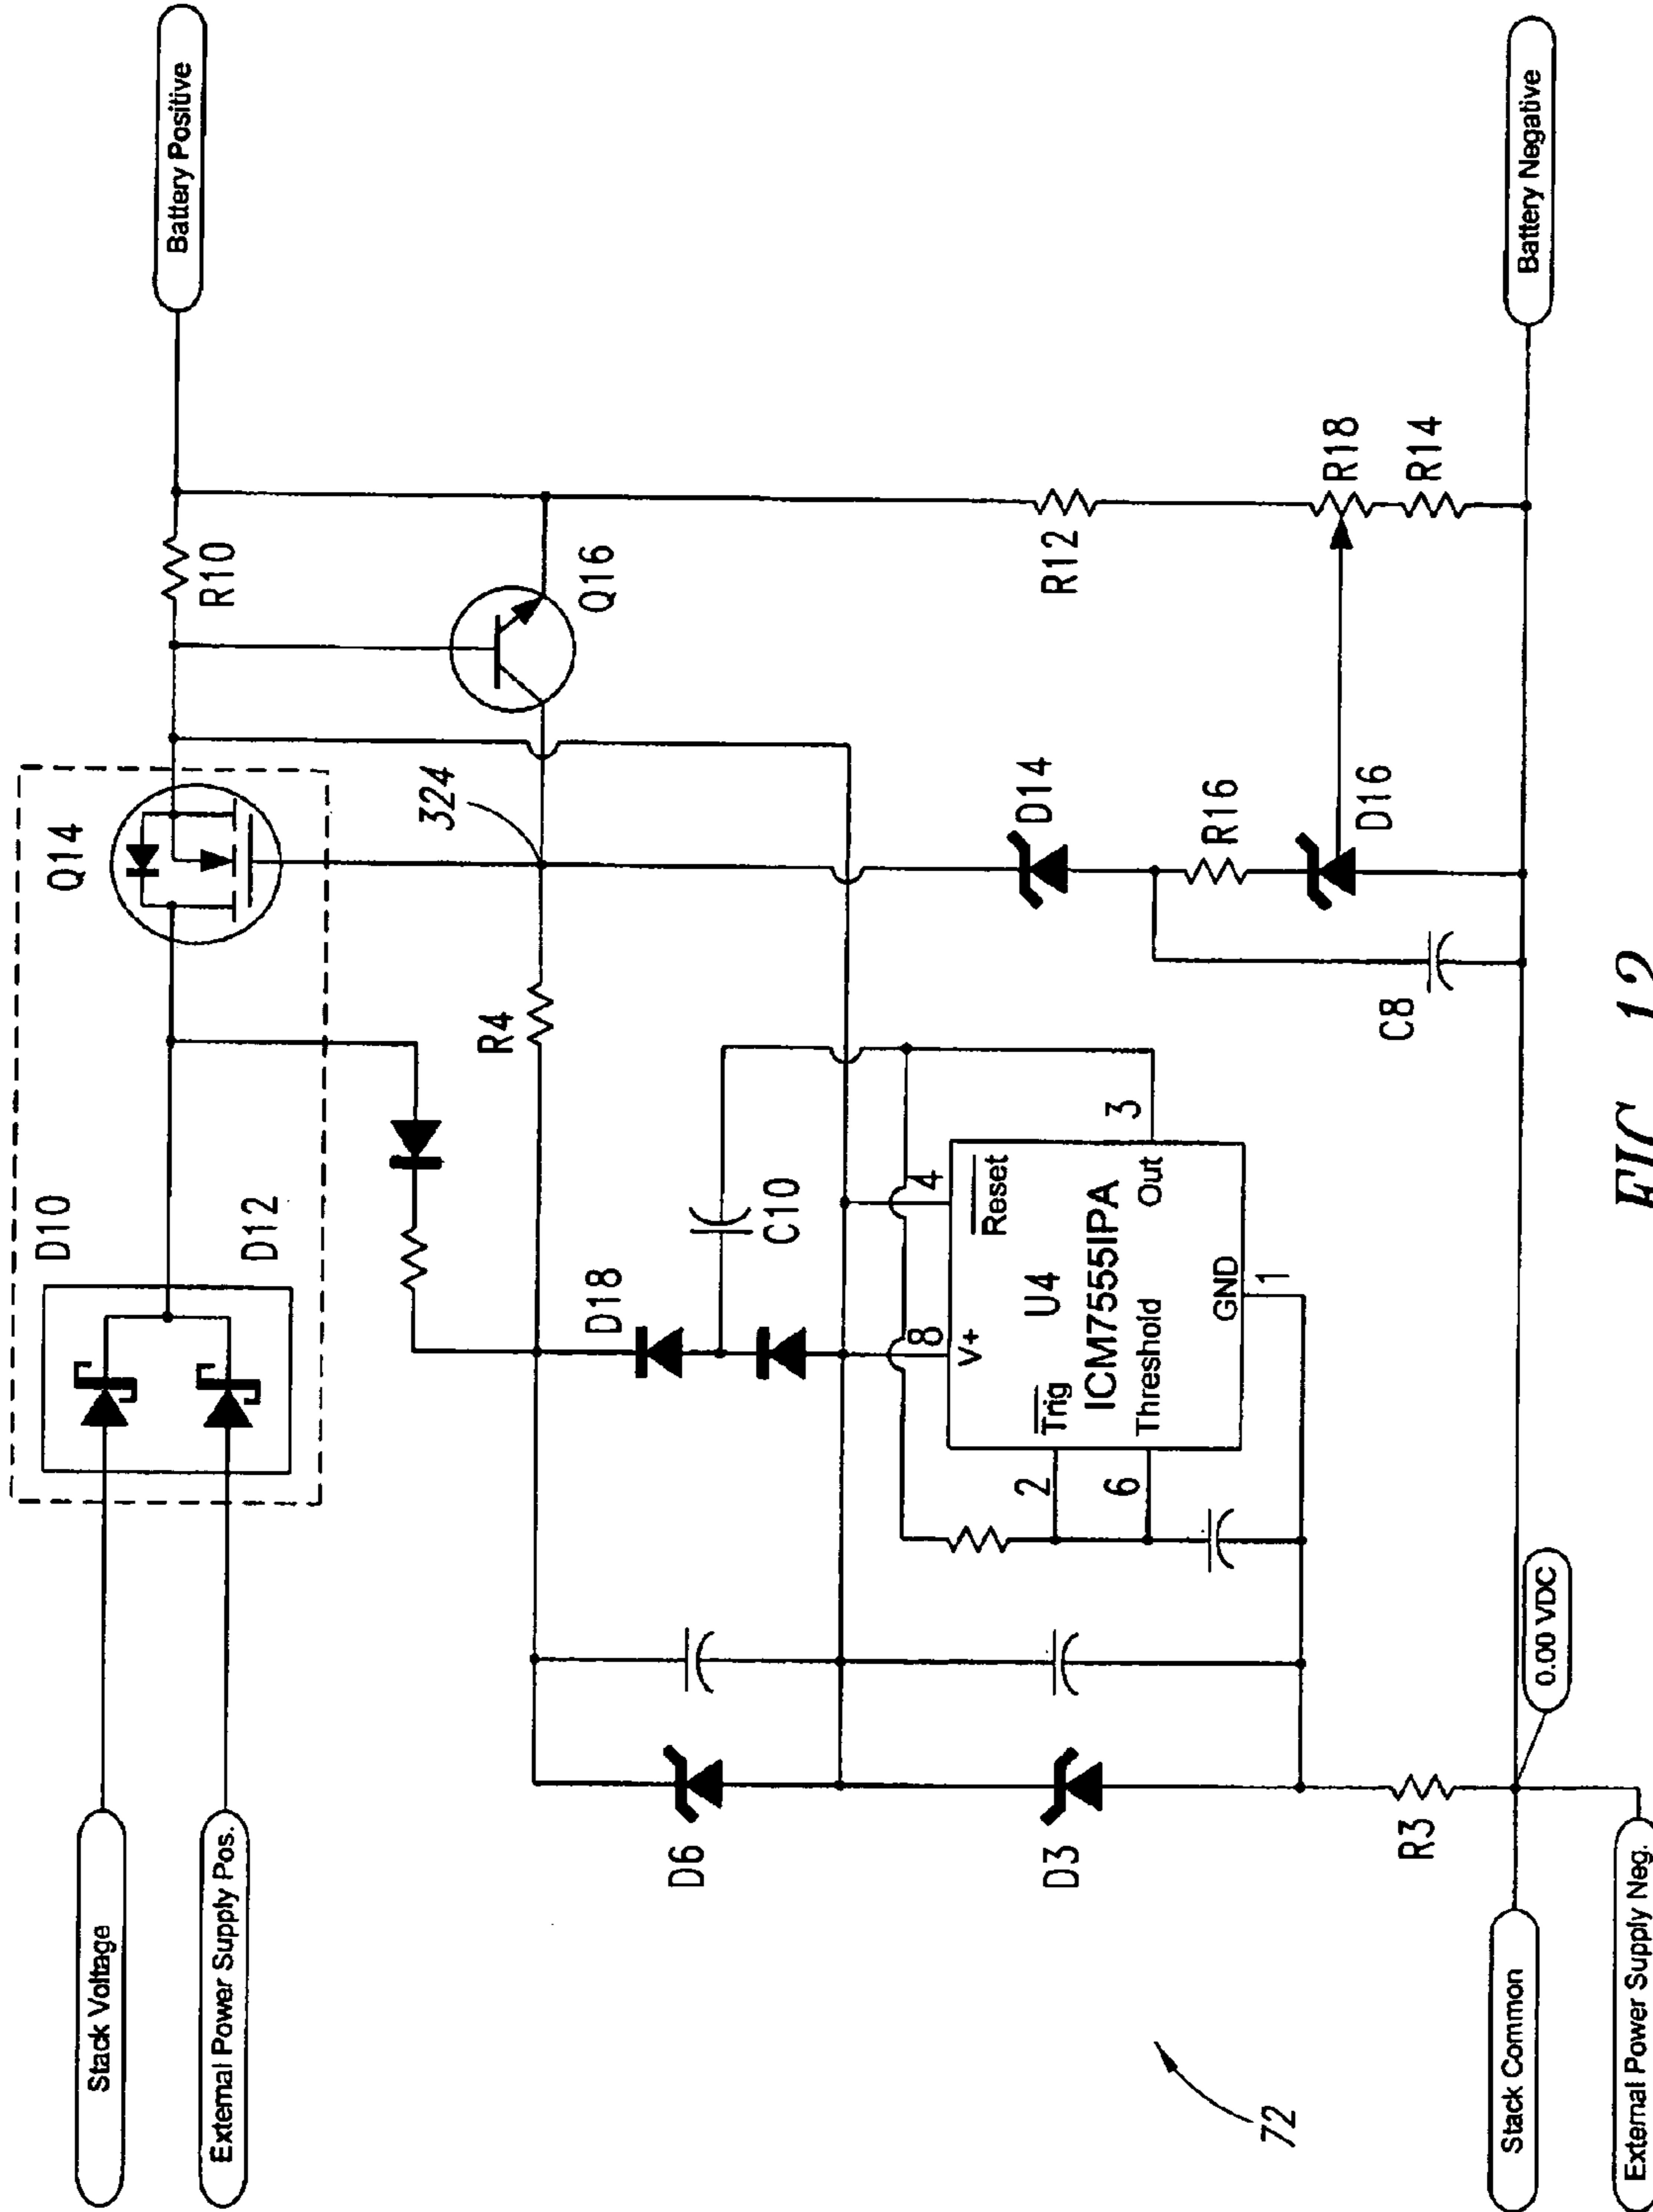 Stack Voltage
External Power Supply Pos.
D10
D12
Q14
R10
Battery Positive
324
Q16
R4
D18
C10
D6
D3
R3
8
V+
4
Reset
U4
ICM7555IPA
2
Trig
6
Threshold
Out
3
GND
1
D14
R16
D16
C8
R12
R18
R14
Battery Negative
0.00 VDC
Stack Common
External Power Supply Neg.
72
FIG. 12